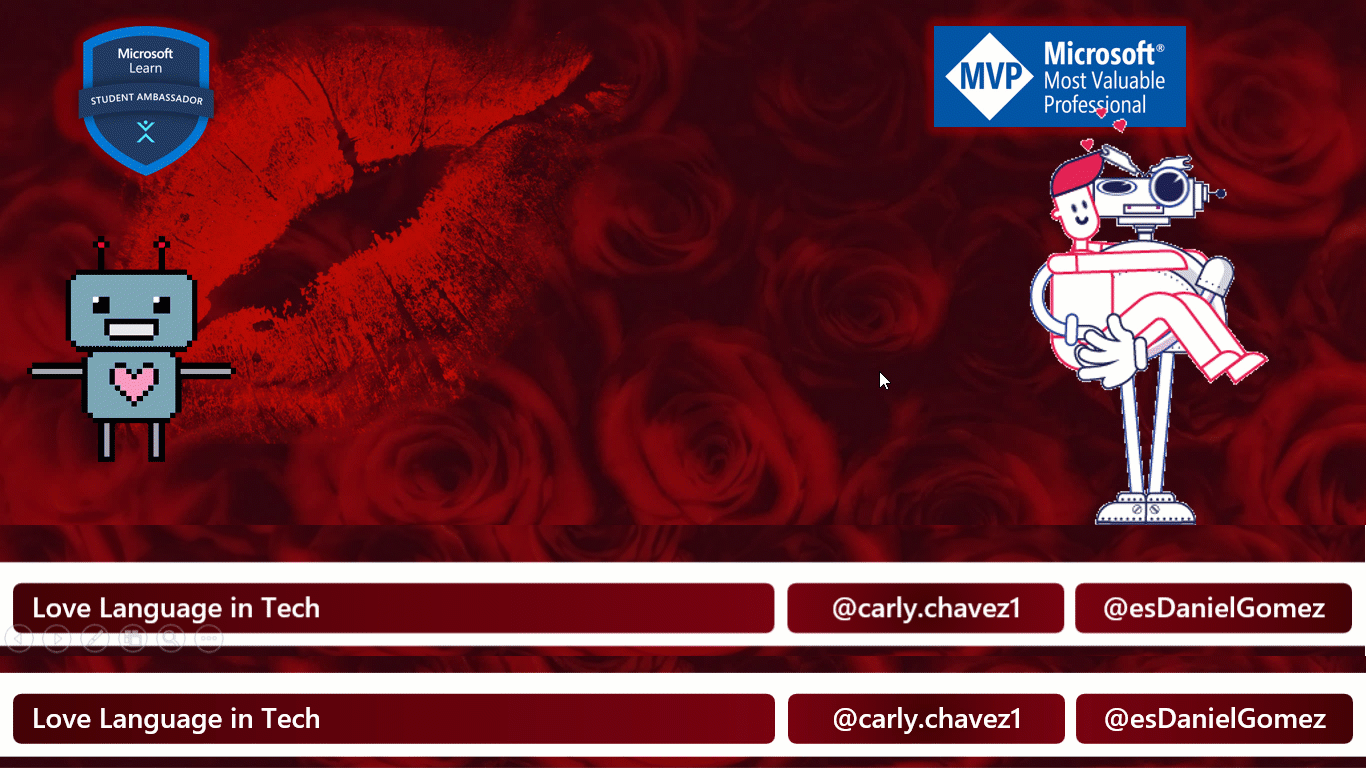 Microsoft
Learn
STUDENT AMBASSADOR
MVP
Microsoft®
Most Valuable
Professional
Love Language in Tech
@carly.chavez1
@esDanielGomez
Love Language in Tech
@carly.chavez1
@esDanielGomez